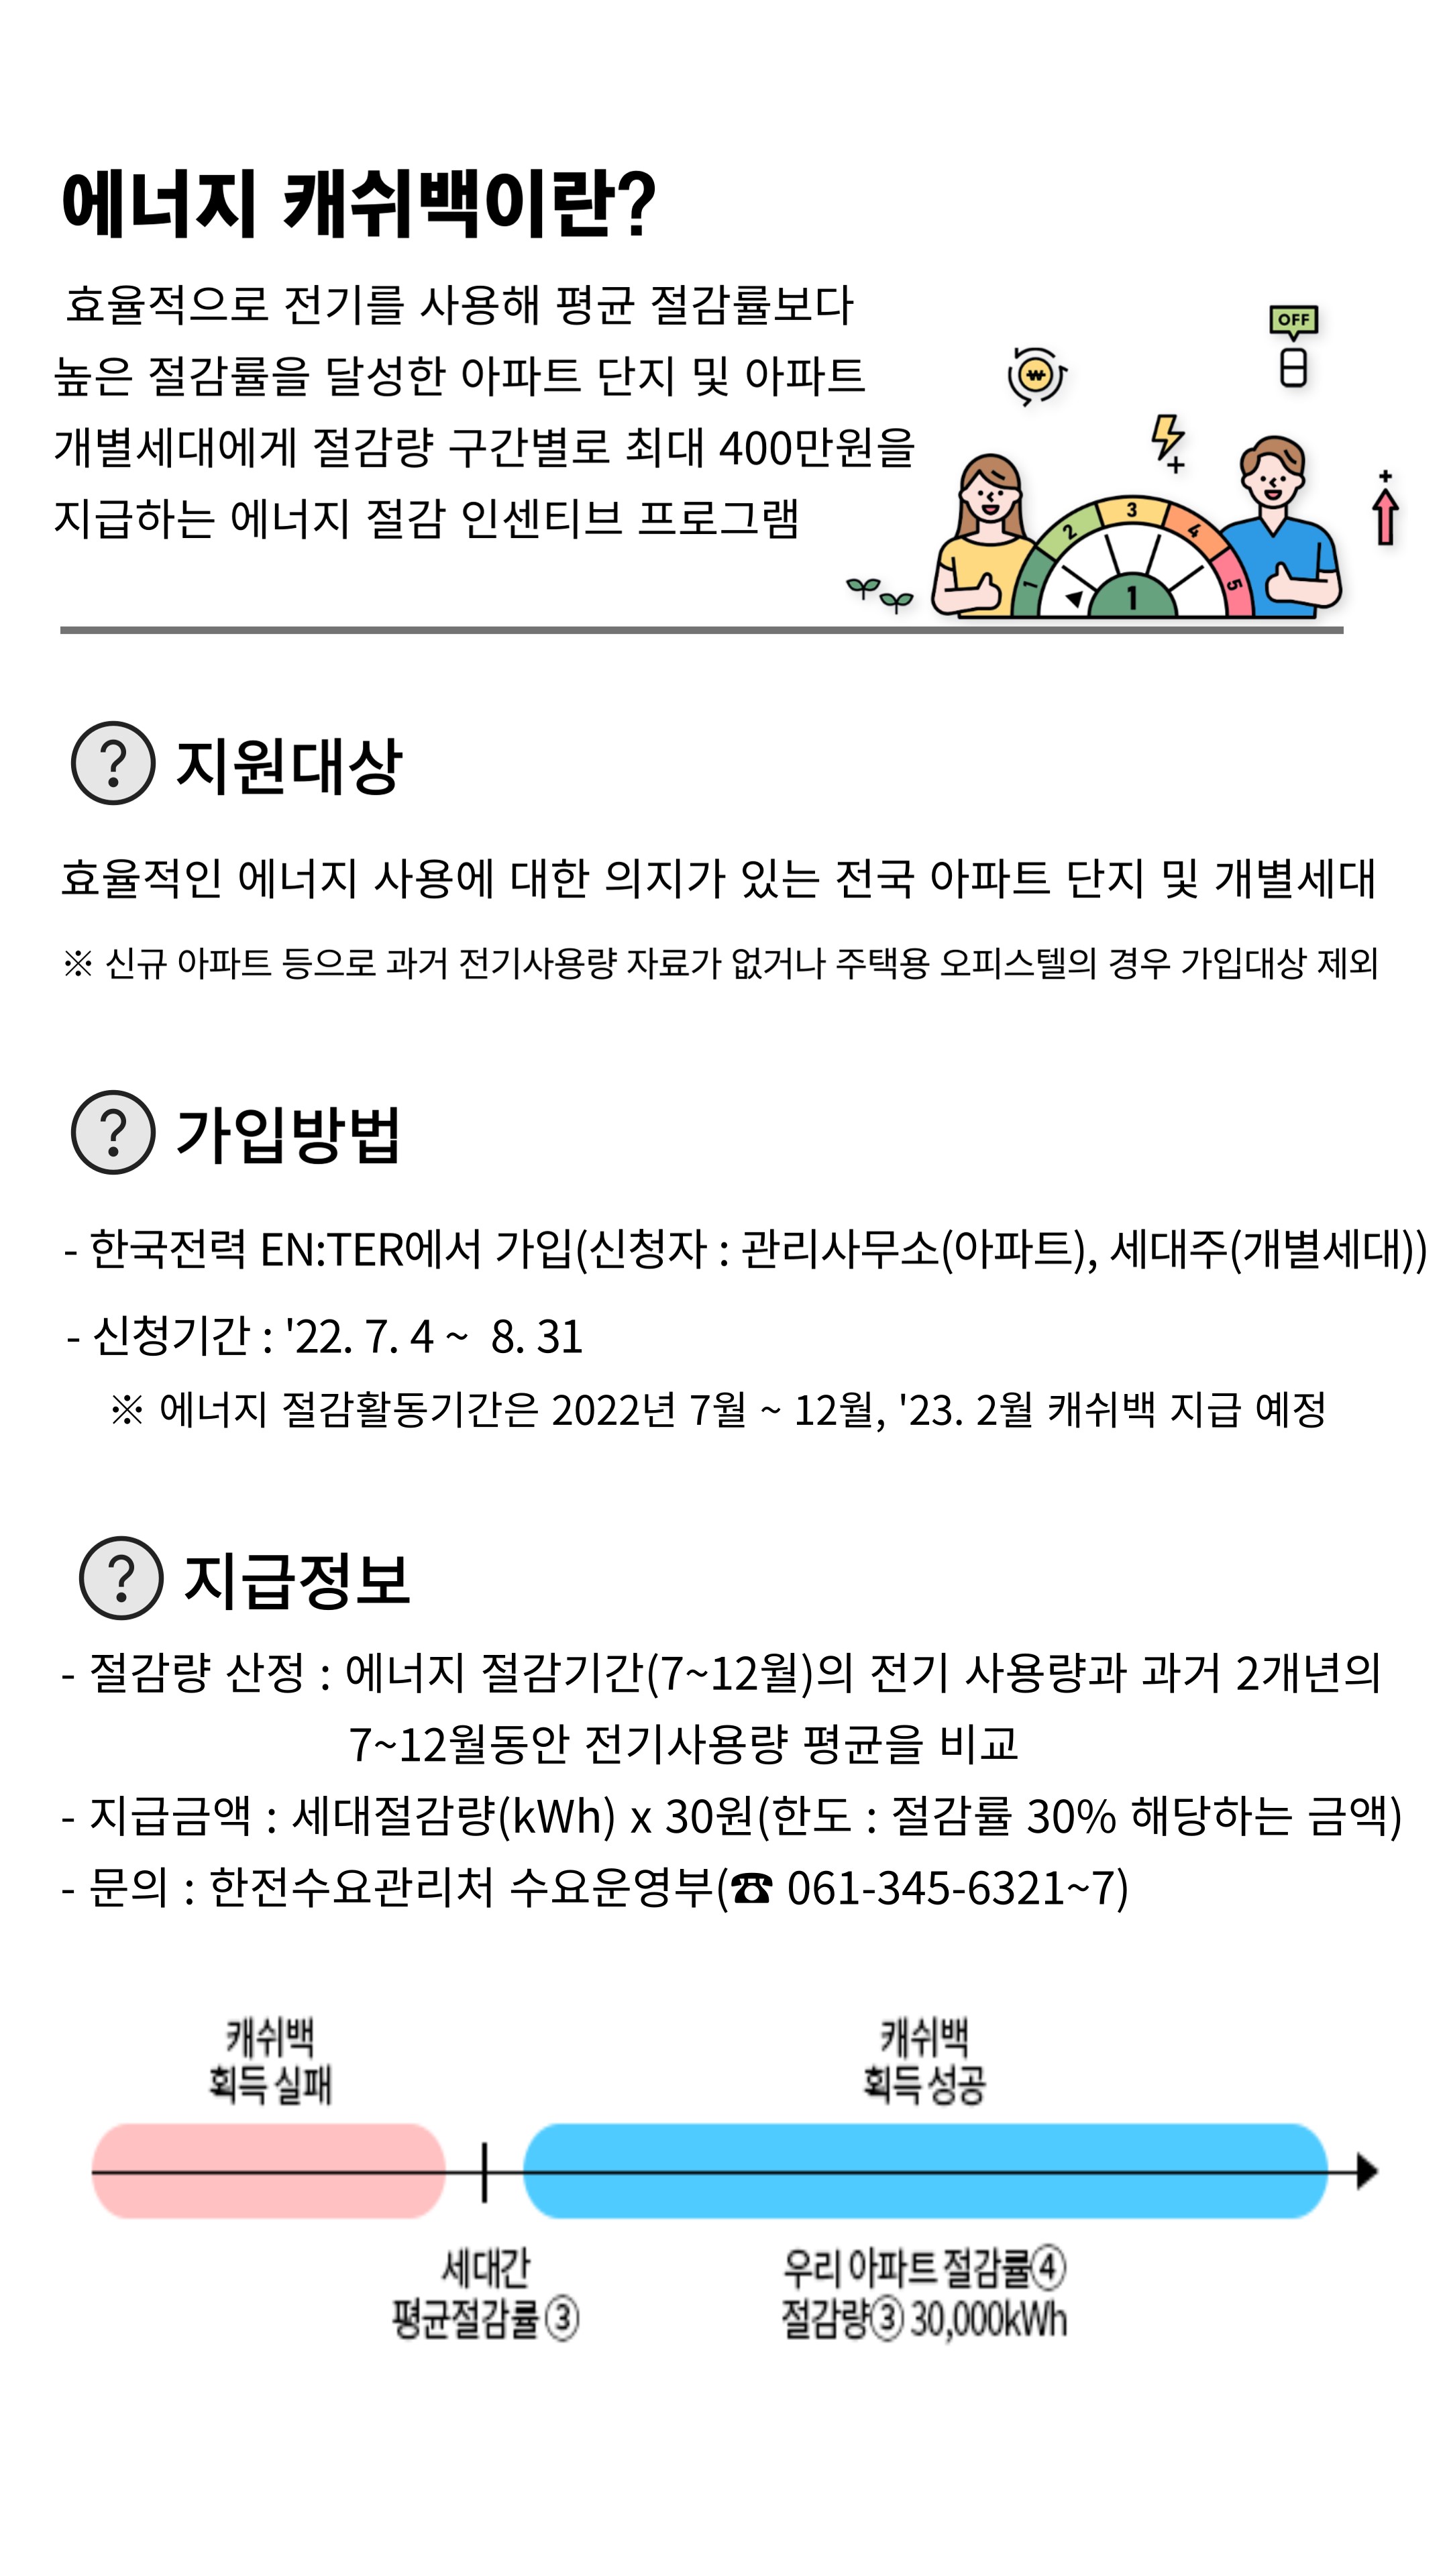 에너지 캐쉬백이란?
효율적으로 전기를 사용해 평균 절감률보다
높은 절감률을 달성한 아파트 단지 및 아파트
개별세대에게 절감량 구간별로 최대 400만원을
지급하는 에너지 절감 인센티브 프로그램
OFF
₩
1 2 3 4 5
1
? 지원대상
효율적인 에너지 사용에 대한 의지가 있는 전국 아파트 단지 및 개별세대
※ 신규 아파트 등으로 과거 전기사용량 자료가 없거나 주택용 오피스텔의 경우 가입대상 제외
? 가입방법
- 한국전력 EN:TER에서 가입(신청자 : 관리사무소(아파트), 세대주(개별세대))
- 신청기간 : '22. 7. 4 ~ 8. 31
※ 에너지 절감활동기간은 2022년 7월 ~ 12월, '23. 2월 캐쉬백 지급 예정
? 지급정보
- 절감량 산정 : 에너지 절감기간(7~12월)의 전기 사용량과 과거 2개년의
7~12월동안 전기사용량 평균을 비교
- 지급금액 : 세대절감량(kWh) x 30원(한도 : 절감률 30% 해당하는 금액)
- 문의 : 한전수요관리처 수요운영부(☎ 061-345-6321~7)
캐쉬백
획득 실패
캐쉬백
획득 성공
세대간
평균절감률 ③
우리 아파트 절감률④
절감량③ 30,000kWh